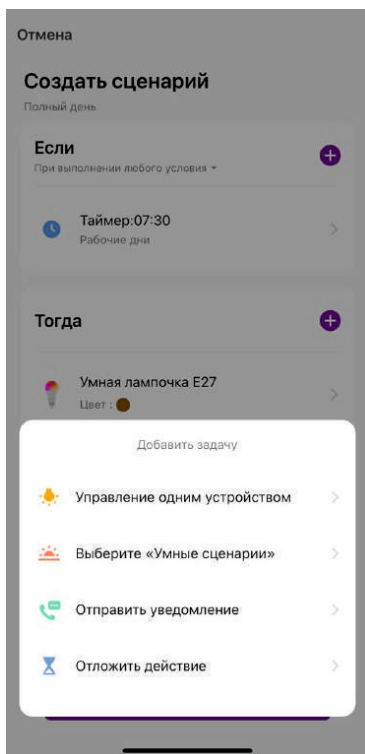 Отмена
Создать сценарий
Полный день
Если
При выполнении любого условия
Таймер:07:30
Рабочие дни
Тогда
Умная лампочка E27
Цвет :
Добавить задачу
Управление одним устройством
Выберите «Умные сценарии»
Отправить уведомление
Отложить действие